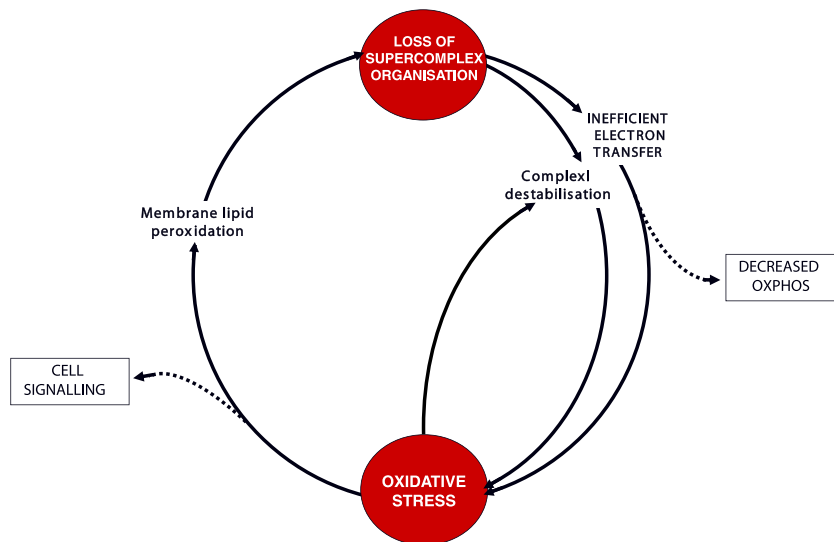 LOSS OF
SUPERCOMPLEX
ORGANISATION
INEFFICIENT
ELECTRON
TRANSFER
ComplexI
destabilisation
Membrane lipid
peroxidation
DECREASED
OXPHOS
CELL
SIGNALLING
OXIDATIVE
STRESS